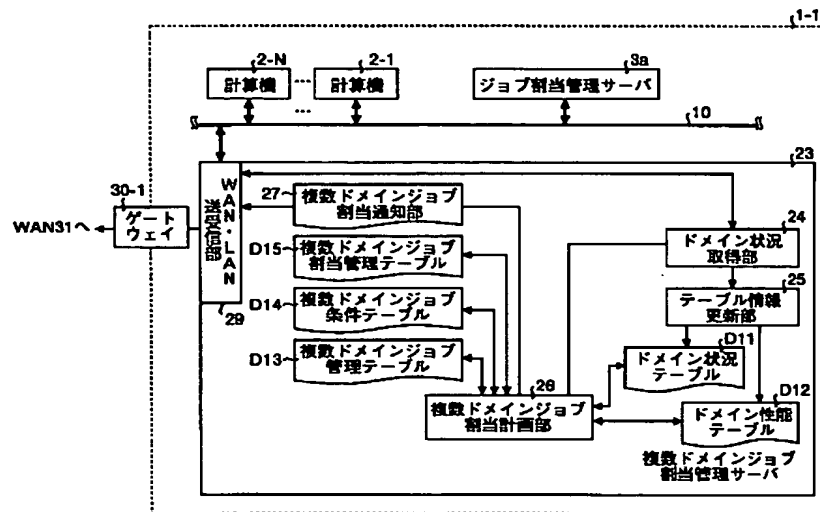 1-1
2-N
2-1
3a
計算機
計算機
ジョブ割当管理サーバ
10
23
30-1
ゲート
ウェイ
WAN31へ
WAN・LAN
送受信部
29
27
複数ドメインジョブ
割当通知部
D15
複数ドメインジョブ
割当管理テーブル
D14
複数ドメインジョブ
条件テーブル
D13
複数ドメインジョブ
管理テーブル
24
ドメイン状況
取得部
25
テーブル情報
更新部
D11
ドメイン状況
テーブル
D12
ドメイン性能
テーブル
26
複数ドメインジョブ
割当計画部
複数ドメインジョブ
割当管理サーバ